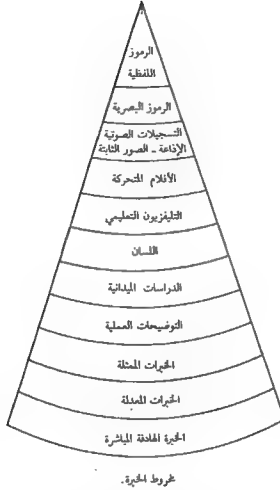 الرموز
اللفظية
الرموز البصرية
التسجيلات الصوتية
الإذاعة - الصور الثابتة
الأفلام المتحركة
التليفزيون التعليمي
اللسان
الدراسات الميدانية
التوضيحات العملية
الخبرات الممثلة
الخبرات المعدلة
الخبرة الهادفة المباشرة
مخروط الخبرة.